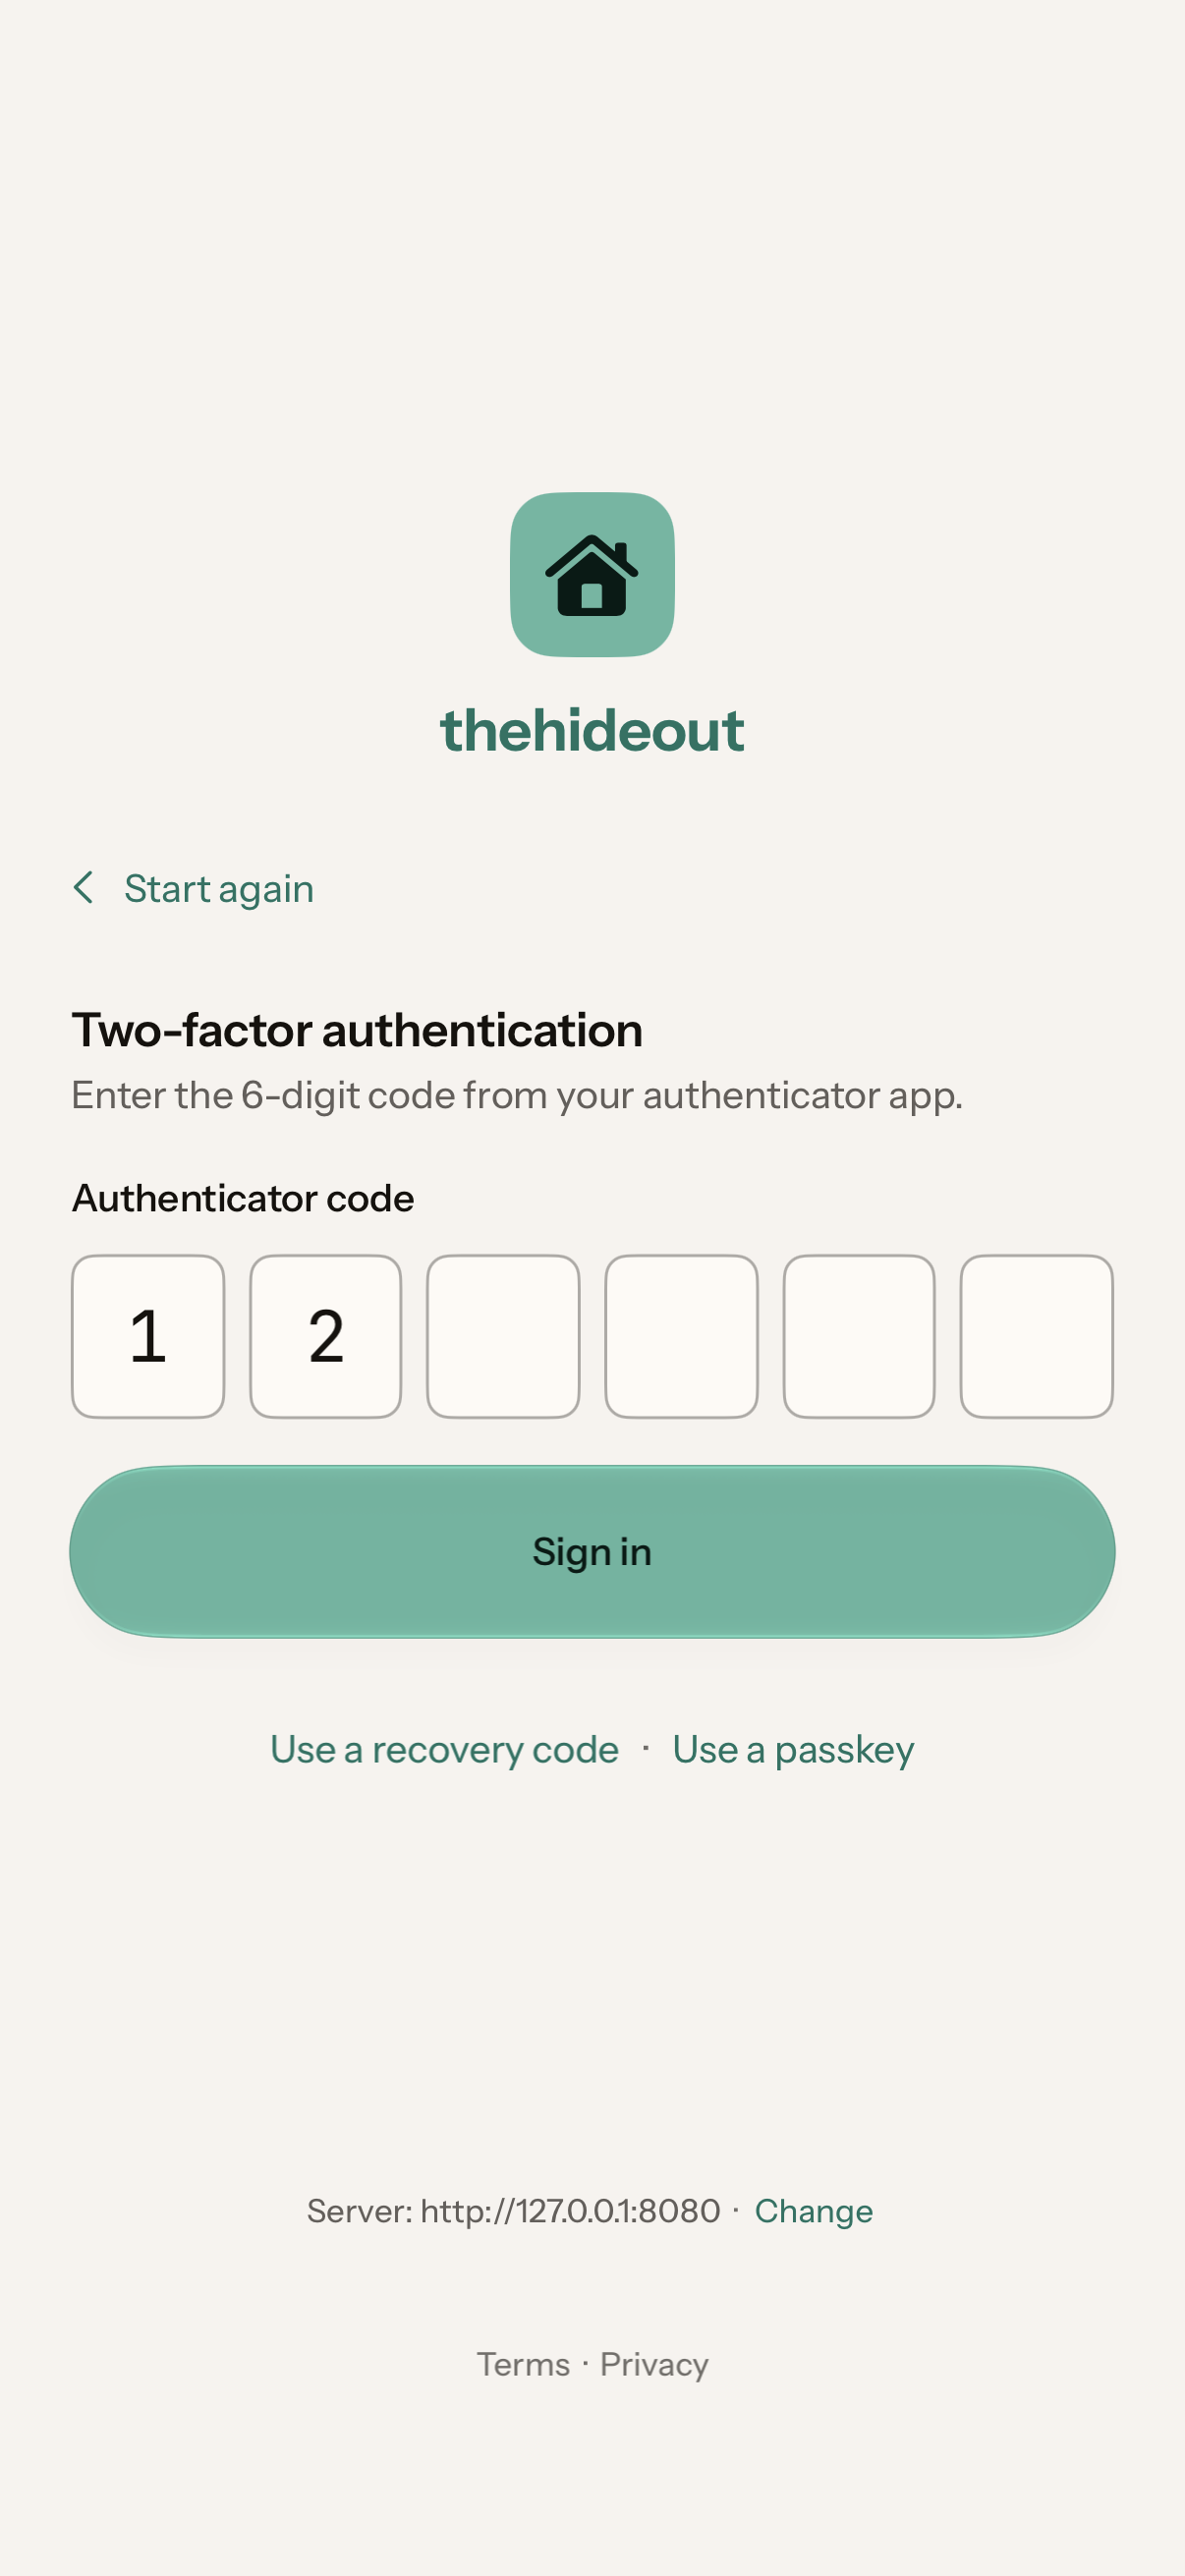 thehideout
Start again
Two-factor authentication
Enter the 6-digit code from your authenticator app.
Authenticator code
1 2
Sign in
Use a recovery code · Use a passkey
Server: http://127.0.0.1:8080 · Change
Terms · Privacy